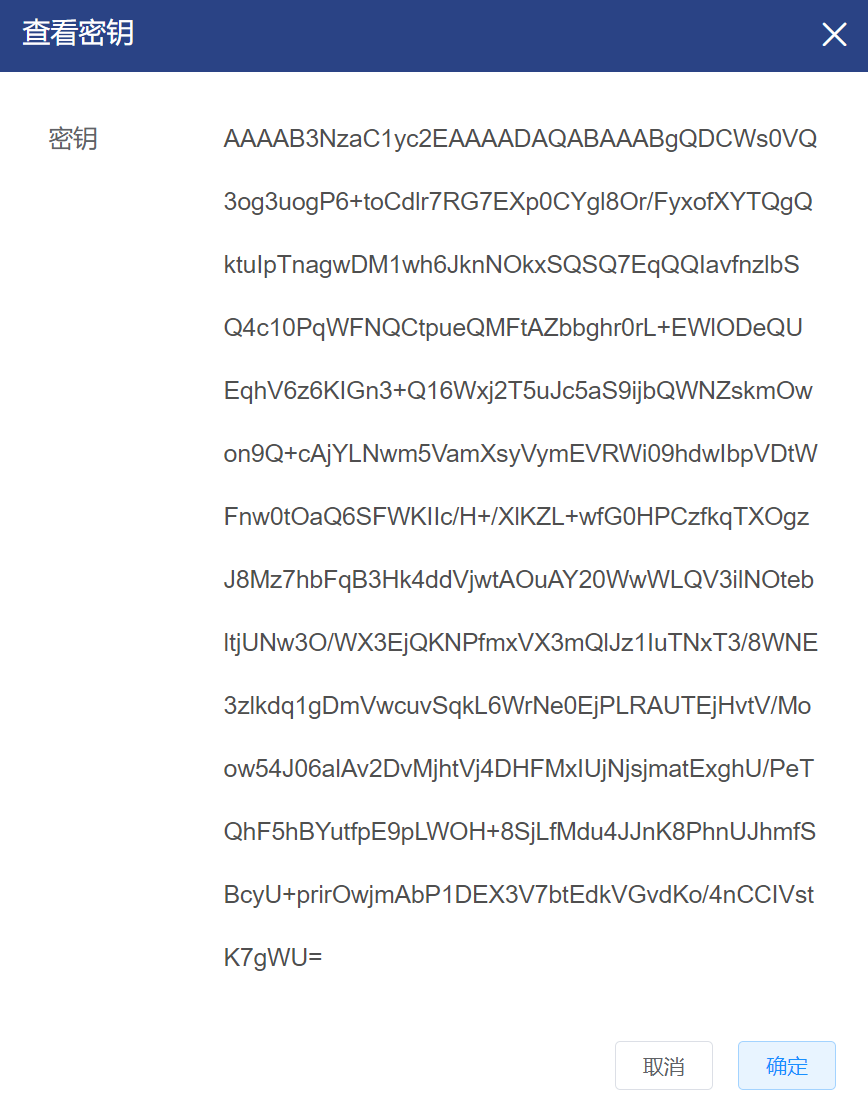 查看密钥
密钥
AAAAB3NzaC1yc2EAAAADAQABAAABgQDCWs0VQ
3og3uogP6+toCdlr7RG7EXp0CYgl8Or/FyxofXYTQgQ
ktuIpTnagwDM1wh6JknNOkxSQSQ7EqQQIavfnzlbS
Q4c10PqWFNQCtpueQMFtAZbbghr0rL+EWlODeQU
EqhV6z6KIGn3+Q16Wxj2T5uJc5aS9ijbQWNZskmOw
on9Q+cAjYLNwm5VamXsyVymEVRWi09hdwIbpVDtW
Fnw0tOaQ6SFWKIIc/H+/XlKZL+wfG0HPCzfkqTXOgz
J8Mz7hbFqB3Hk4ddVjwtAOuAY20WwWLQV3ilNOteb
ltjUNw3O/WX3EjQKNPfmxVX3mQlJz1IuTNxT3/8WNE
3zlkdq1gDmVwcuvSqkL6WrNe0EjPLRAUTEjHvtV/Mo
ow54J06alAv2DvMjhtVj4DHFMxIUjNjsjmatExghU/PeT
QhF5hBYutfpE9pLWOH+8SjLfMdu4JJnK8PhnUJhmfS
BcyU+prirOwjmAbP1DEX3V7btEdkVGvdKo/4nCCIVst
K7gWU=
取消
确定